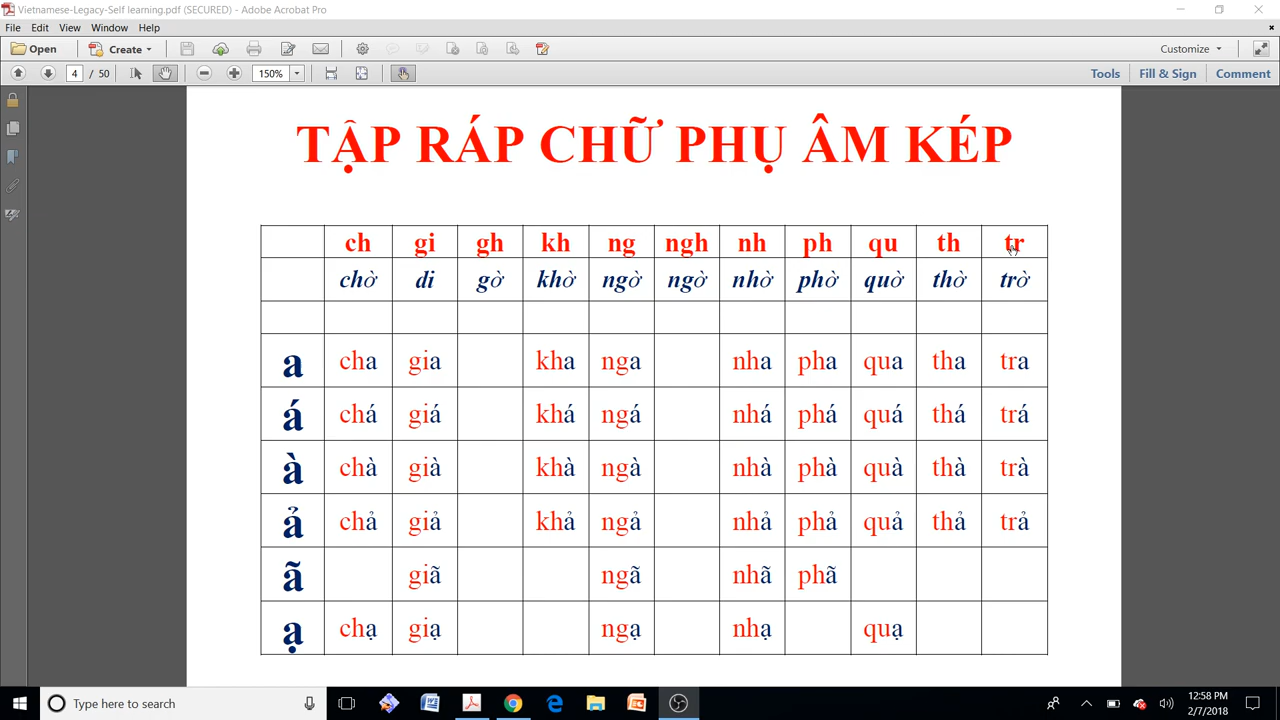 Vietnamese-Legacy-Self learning.pdf (SECURED) - Adobe Acrobat Pro
File Edit View Window Help
Open Create Customize
4 / 50 150% Tools Fill & Sign Comment
TẬP RÁP CHỮ PHỤ ÂM KÉP
ch gi gh kh ng ngh nh ph qu th tr
chờ di gờ khờ ngờ ngờ nhờ phờ quờ thờ trờ
a cha gia kha nga nha pha qua tha tra
á chá giá khá ngá nhá phá quá thá trá
à chà già khà ngà nhà phà quà thà trà
ả chả giả khả ngả nhả phả quả thả trả
ã giã ngã nhã phã
ạ chạ giạ ngạ nhạ quạ
Type here to search
12:58 PM
2/7/2018